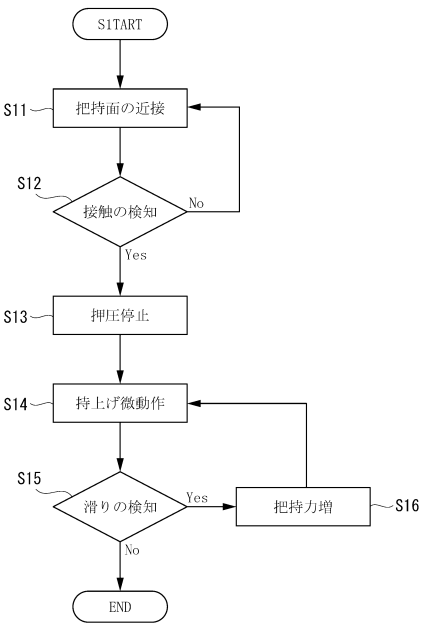 S1TART
S11
把持面の近接
S12
接触の検知
No
Yes
S13
押圧停止
S14
持上げ微動作
S15
滑りの検知
Yes
把持力増
S16
No
END